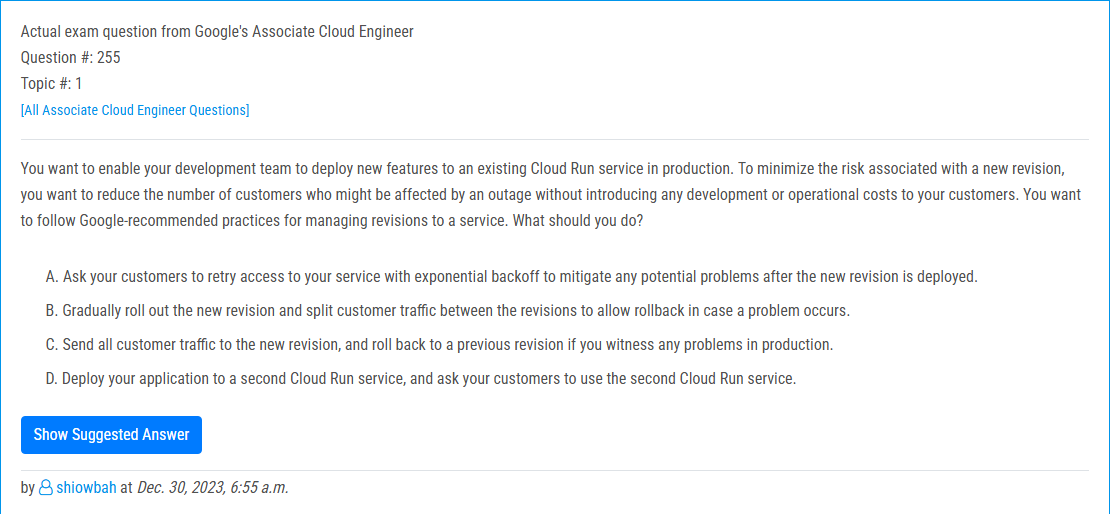 Actual exam question from Google's Associate Cloud Engineer
Question #: 255
Topic #: 1
[All Associate Cloud Engineer Questions]
You want to enable your development team to deploy new features to an existing Cloud Run service in production. To minimize the risk associated with a new revision,
you want to reduce the number of customers who might be affected by an outage without introducing any development or operational costs to your customers. You want
to follow Google-recommended practices for managing revisions to a service. What should you do?
A. Ask your customers to retry access to your service with exponential backoff to mitigate any potential problems after the new revision is deployed.
B. Gradually roll out the new revision and split customer traffic between the revisions to allow rollback in case a problem occurs.
C. Send all customer traffic to the new revision, and roll back to a previous revision if you witness any problems in production.
D. Deploy your application to a second Cloud Run service, and ask your customers to use the second Cloud Run service.
Show Suggested Answer
by shiowbah at Dec. 30, 2023, 6:55 a.m.